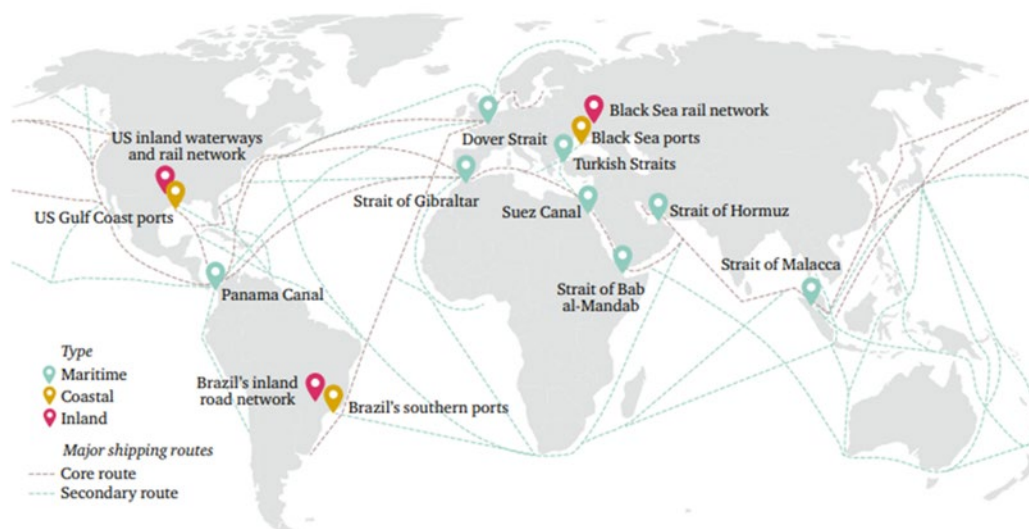 US inland waterways
and rail network
US Gulf Coast ports
Panama Canal
Dover Strait
Strait of Gibraltar
Black Sea rail network
Black Sea ports
Turkish Straits
Suez Canal
Strait of Hormuz
Strait of Bab
al-Mandab
Strait of Malacca
Brazil's inland
road network
Brazil's southern ports
Type
Maritime
Coastal
Inland
Major shipping routes
Core route
Secondary route